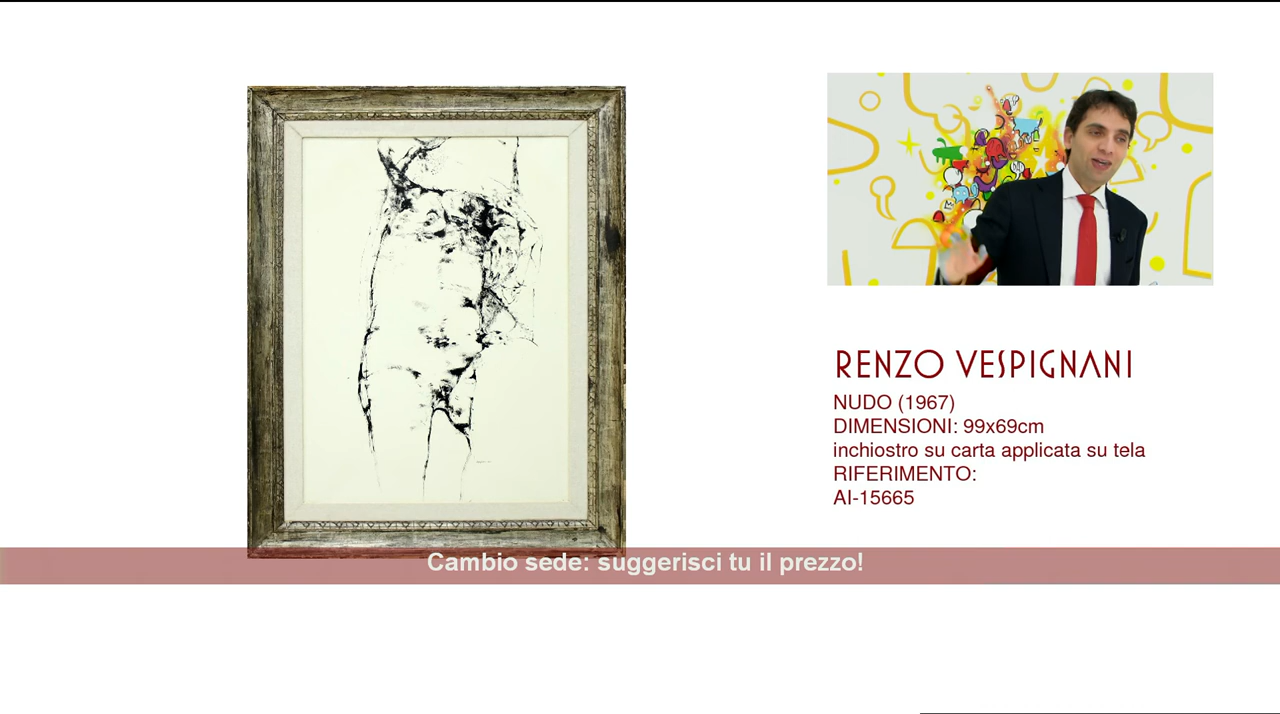 RENZO VESPIGNANI
NUDO (1967)
DIMENSIONI: 99x69cm
inchiostro su carta applicata su tela
RIFERIMENTO:
AI-15665
Cambio sede: suggerisci tu il prezzo!